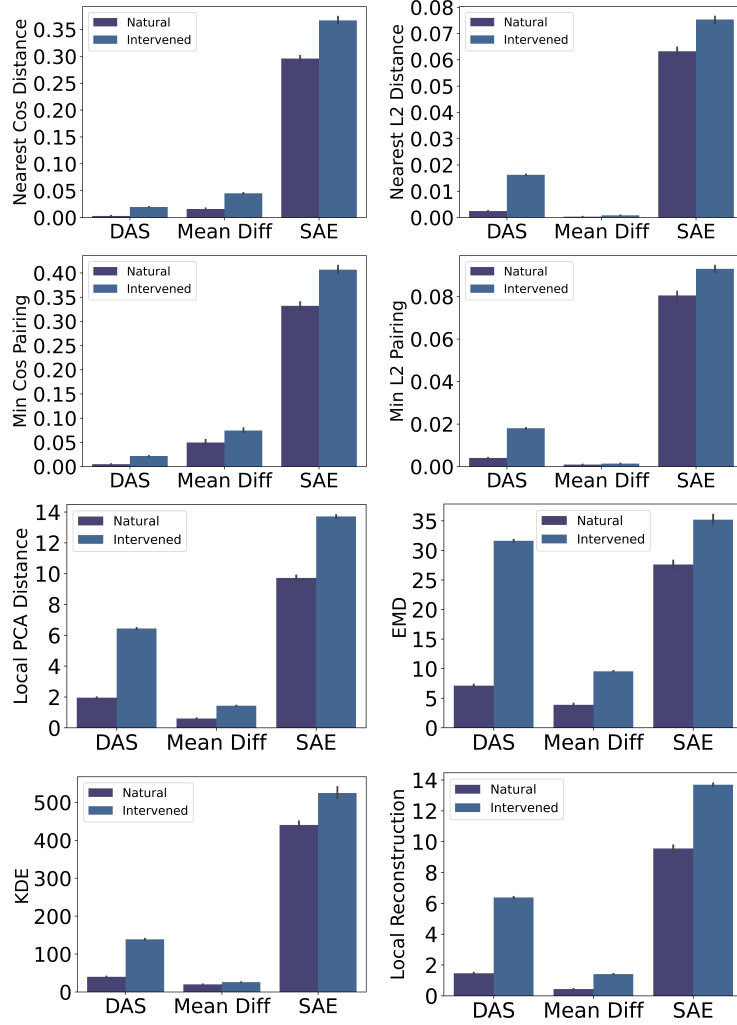 Nearest Cos Distance
0.35
0.30
0.25
0.20
0.15
0.10
0.05
0.00
Natural
Intervened
DAS Mean Diff SAE
Nearest L2 Distance
0.08
0.07
0.06
0.05
0.04
0.03
0.02
0.01
0.00
Natural
Intervened
DAS Mean Diff SAE
Min Cos Pairing
0.40
0.35
0.30
0.25
0.20
0.15
0.10
0.05
0.00
Natural
Intervened
DAS Mean Diff SAE
Min L2 Pairing
0.08
0.06
0.04
0.02
0.00
Natural
Intervened
DAS Mean Diff SAE
Local PCA Distance
14
12
10
8
6
4
2
0
Natural
Intervened
DAS Mean Diff SAE
EMD
35
30
25
20
15
10
5
0
Natural
Intervened
DAS Mean Diff SAE
KDE
500
400
300
200
100
0
Natural
Intervened
DAS Mean Diff SAE
Local Reconstruction
14
12
10
8
6
4
2
0
Natural
Intervened
DAS Mean Diff SAE